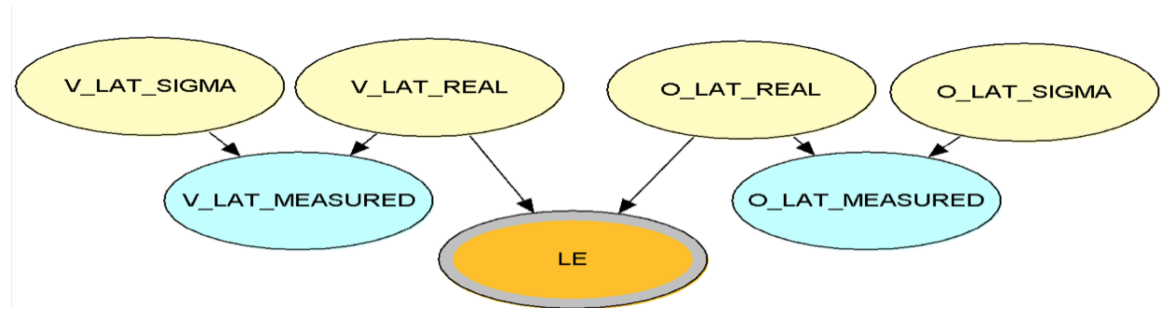 V_LAT_SIGMA
V_LAT_REAL
O_LAT_REAL
O_LAT_SIGMA
V_LAT_MEASURED
O_LAT_MEASURED
LE